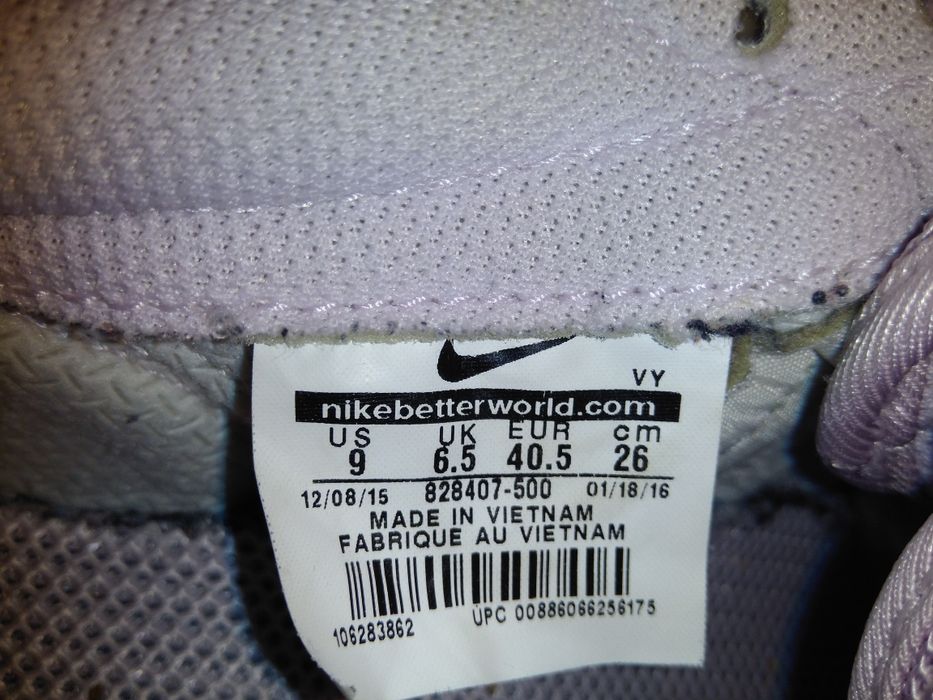 VY
nikebetterworld.com
US UK EUR cm
9 6.5 40.5 26
12/08/15 828407-500 01/18/16
MADE IN VIETNAM
FABRIQUE AU VIETNAM
106283862 UPC 00886066256175